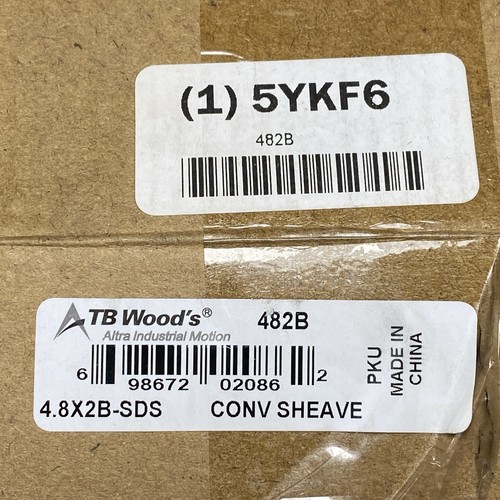 (1) 5YKF6
482B
TB Wood's® 482B
Altra Industrial Motion
6 98672 02086 2
4.8X2B-SDS CONV SHEAVE
PKU
MADE IN
CHINA